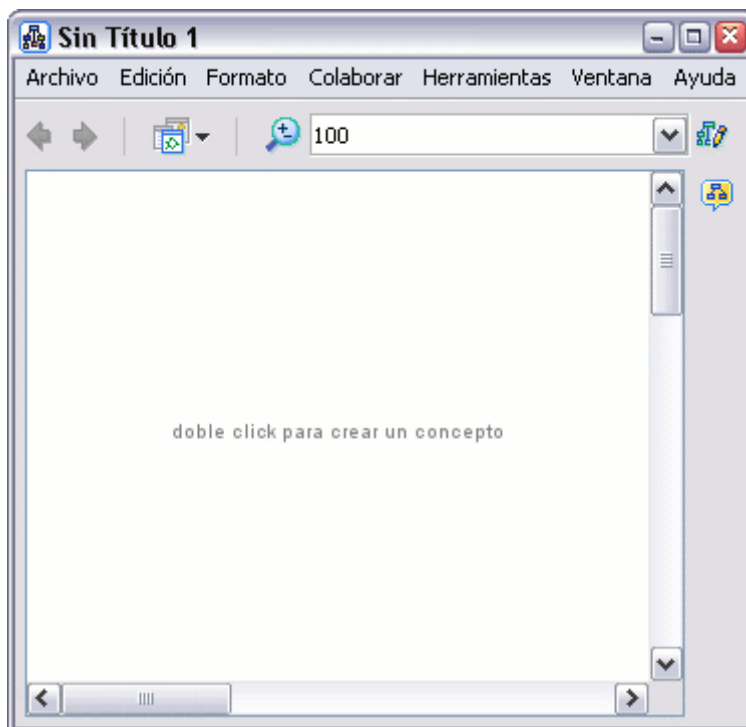 Sin Título 1
Archivo Edición Formato Colaborar Herramientas Ventana Ayuda
100
doble click para crear un concepto